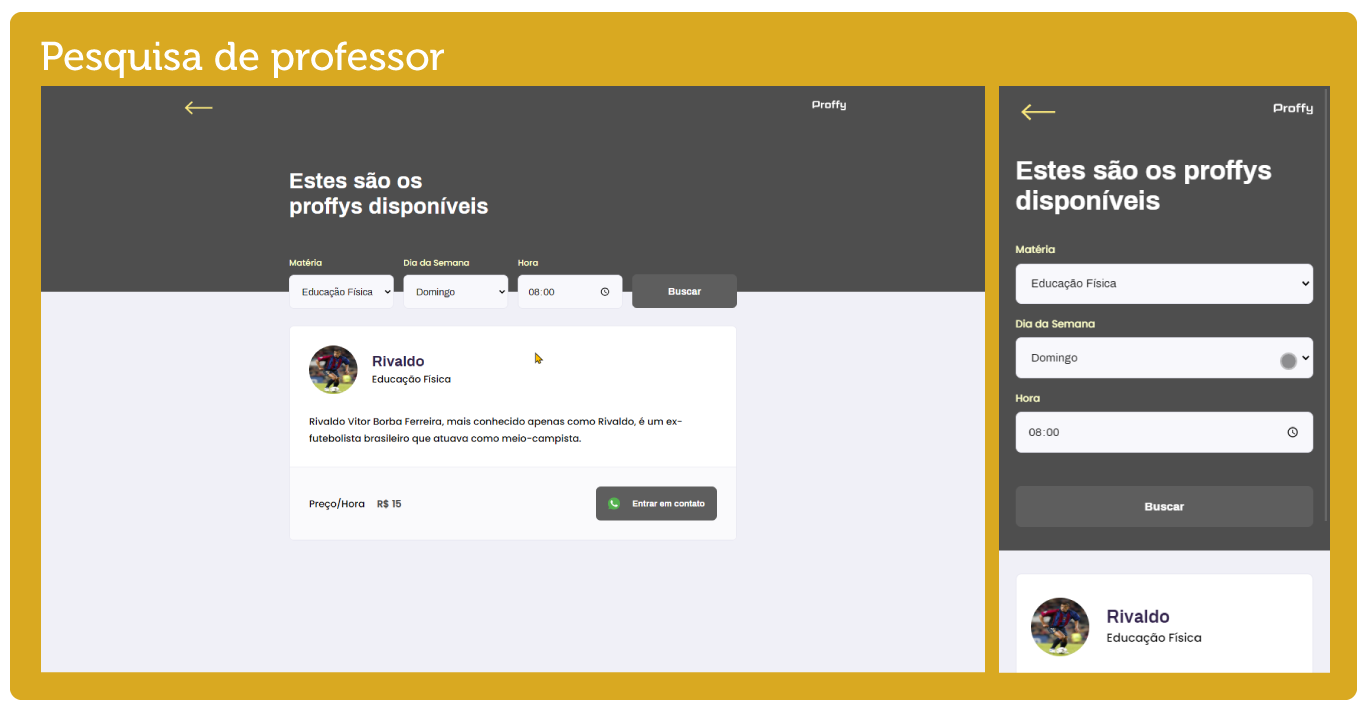 Pesquisa de professor
Proffy
Estes são os
proffys disponíveis
Matéria Dia da Semana Hora
Educação Física Domingo 08:00 Buscar
Rivaldo
Educação Física
Rivaldo Vitor Borba Ferreira, mais conhecido apenas como Rivaldo, é um ex-
futebolista brasileiro que atuava como meio-campista.
Preço/Hora R$ 15 Entrar em contato
Proffy
Estes são os proffys
disponíveis
Matéria
Educação Física
Dia da Semana
Domingo
Hora
08:00
Buscar
Rivaldo
Educação Física